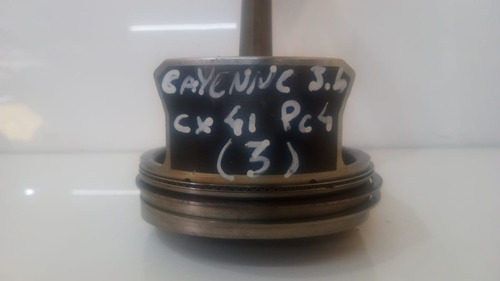 CAYENNE 3.6
CX 41 PC4
(3)